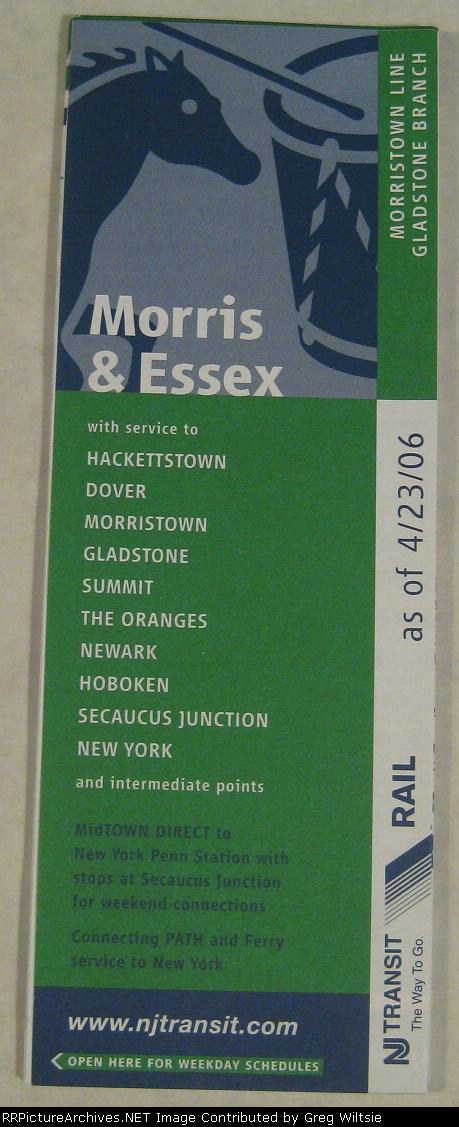 MORRISTOWN LINE
GLADSTONE BRANCH
Morris
& Essex
with service to
HACKETTSTOWN
DOVER
MORRISTOWN
GLADSTONE
SUMMIT
THE ORANGES
NEWARK
HOBOKEN
SECAUCUS JUNCTION
NEW YORK
and intermediate points
MidTOWN DIRECT to
New York Penn Station with
stops at Secaucus Junction
for weekend connections
Connecting PATH and Ferry
service to New York
www.njtransit.com
OPEN HERE FOR WEEKDAY SCHEDULES
as of 4/23/06
RAIL
NJ TRANSIT
The Way To Go.
RRPictureArchives.NET Image Contributed by Greg Wiltsie